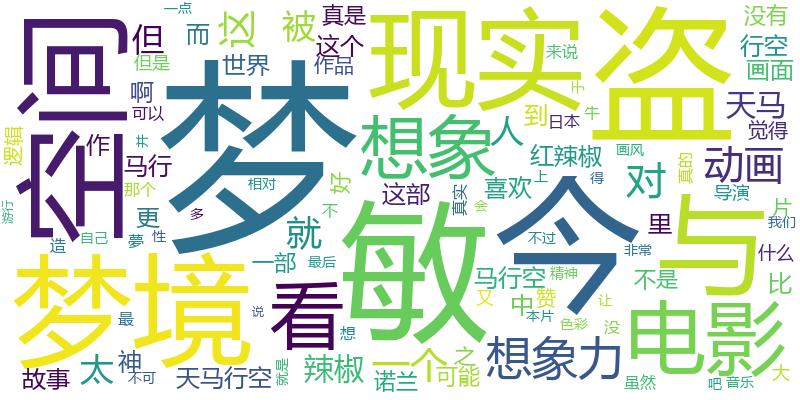 一点
真是
没有
但
而
这
被
这个
来说
行空
但是
空间
梦
现实
盗
世界
作品
啊
可以
到
于
牛
画面
日本
天马
觉得
逻辑
作
井
马行
想象
人
红辣椒
画风
真的
动画
那个
相对
好
这部
喜欢
真实
上
得
对
导演
片
游行
多
自己
更
不
就
敏
会
今
里
与
我们
造
夢
性
梦境
一部
最后
看
马行空
精神
不过
非常
不是
什么
比
说
又
中
赞
让
最
想
本片
色彩
没
电影
神
太
不可
故事
天马行空
就是
辣椒
一个
诺兰
之
可能
想象力
虽然
吧
音乐
大